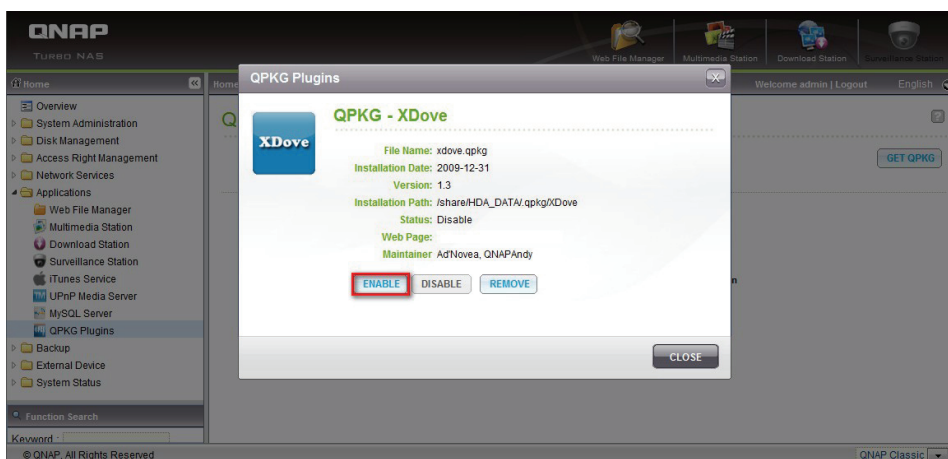 QNAP
TURBO NAS
Web File Manager
Multimedia Station
Download Station
Surveillance Station
Home
Home
Welcome admin | Logout
English
Overview
System Administration
Disk Management
Access Right Management
Network Services
Applications
Web File Manager
Multimedia Station
Download Station
Surveillance Station
iTunes Service
UPnP Media Server
MySQL Server
QPKG Plugins
Backup
External Device
System Status
Function Search
Keyword :
Q
GET QPKG
n
QPKG Plugins
X
XDove
QPKG - XDove
File Name: xdove.qpkg
Installation Date: 2009-12-31
Version: 1.3
Installation Path: /share/HDA_DATA/.qpkg/XDove
Status: Disable
Web Page:
Maintainer Ad'Novea, QNAPAndy
ENABLE DISABLE REMOVE
CLOSE
© QNAP, All Rights Reserved
QNAP Classic